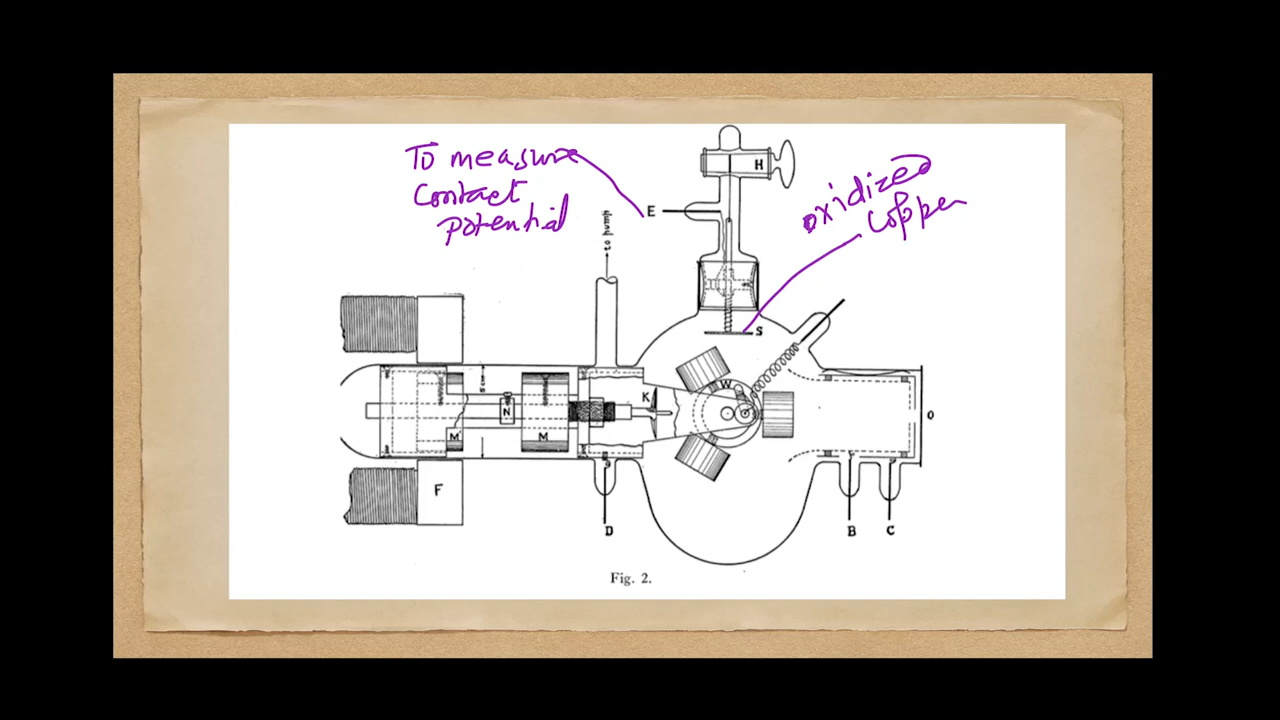 To measure
Contact
potential
oxidized
Copper
H
E
to pump
S
W
K
N
M
M
F
O
D
B
C
Fig. 2.